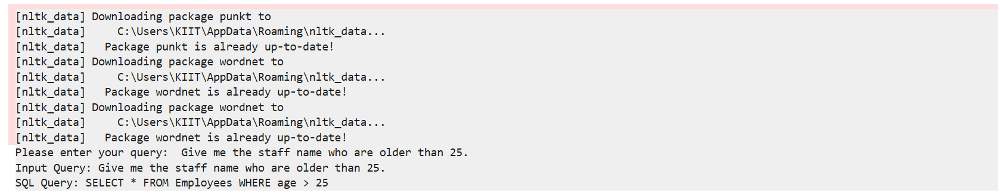 [nltk_data] Downloading package punkt to
[nltk_data]     C:\Users\KIIT\AppData\Roaming\nltk_data...
[nltk_data]   Package punkt is already up-to-date!
[nltk_data] Downloading package wordnet to
[nltk_data]     C:\Users\KIIT\AppData\Roaming\nltk_data...
[nltk_data]   Package wordnet is already up-to-date!
[nltk_data] Downloading package wordnet to
[nltk_data]     C:\Users\KIIT\AppData\Roaming\nltk_data...
[nltk_data]   Package wordnet is already up-to-date!
Please enter your query:  Give me the staff name who are older than 25.
Input Query: Give me the staff name who are older than 25.
SQL Query: SELECT * FROM Employees WHERE age > 25